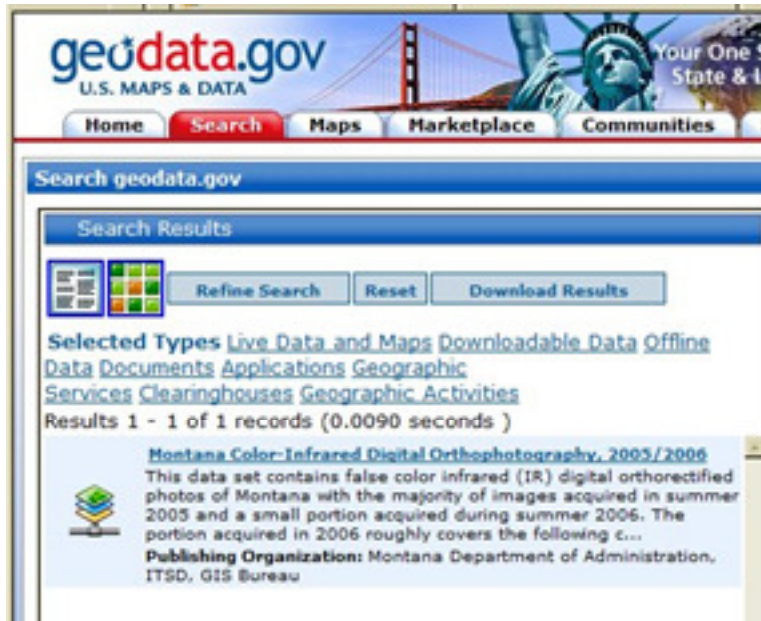 geodata.gov
U.S. MAPS & DATA
Your One S
State & L
Home Search Maps Marketplace Communities
Search geodata.gov
Search Results
Refine Search Reset Download Results
Selected Types Live Data and Maps Downloadable Data Offline
Data Documents Applications Geographic
Services Clearinghouses Geographic Activities
Results 1 - 1 of 1 records (0.0090 seconds )
Montana Color-Infrared Digital Orthophotography, 2005/2006
This data set contains false color infrared (IR) digital orthorectified
photos of Montana with the majority of images acquired in summer
2005 and a small portion acquired during summer 2006. The
portion acquired in 2006 roughly covers the following c...
Publishing Organization: Montana Department of Administration,
ITSD, GIS Bureau